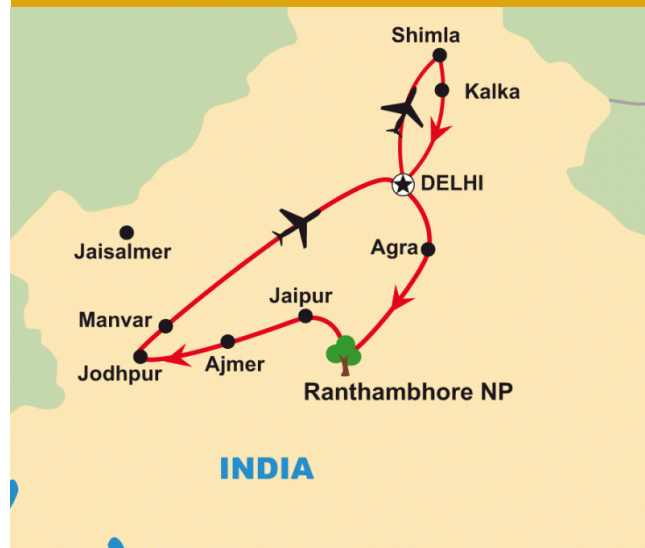 Shimla
Kalka
DELHI
Jaisalmer
Agra
Jaipur
Manvar
Ajmer
Jodhpur
Ranthambhore NP
INDIA